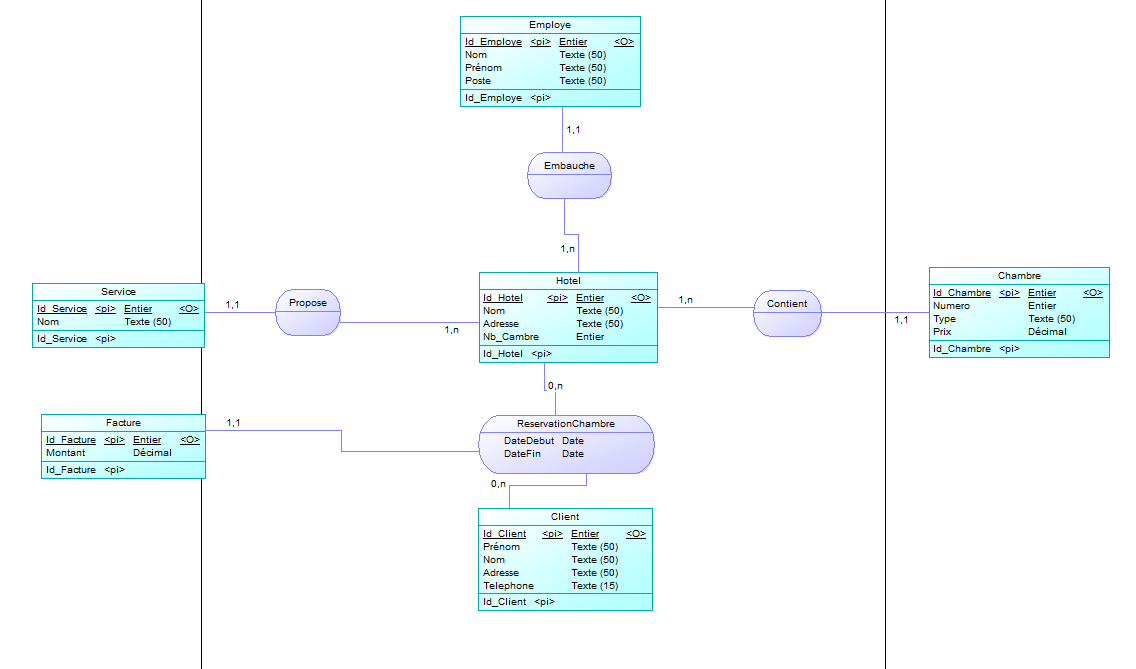 Employe
Id_Employe <pi> Entier <O>
Nom Texte (50)
Prénom Texte (50)
Poste Texte (50)
Id_Employe <pi>
1,1
Embauche
1,n
Service
Id_Service <pi> Entier <O>
Nom Texte (50)
Id_Service <pi>
1,1
Propose
1,n
Hotel
Id_Hotel <pi> Entier <O>
Nom Texte (50)
Adresse Texte (50)
Nb_Cambre Entier
Id_Hotel <pi>
1,n
Contient
1,1
Chambre
Id_Chambre <pi> Entier <O>
Numero Entier
Type Texte (50)
Prix Décimal
Id_Chambre <pi>
0,n
Facture
Id_Facture <pi> Entier <O>
Montant Décimal
Id_Facture <pi>
1,1
ReservationChambre
DateDebut Date
DateFin Date
0,n
Client
Id_Client <pi> Entier <O>
Prénom Texte (50)
Nom Texte (50)
Adresse Texte (50)
Telephone Texte (15)
Id_Client <pi>